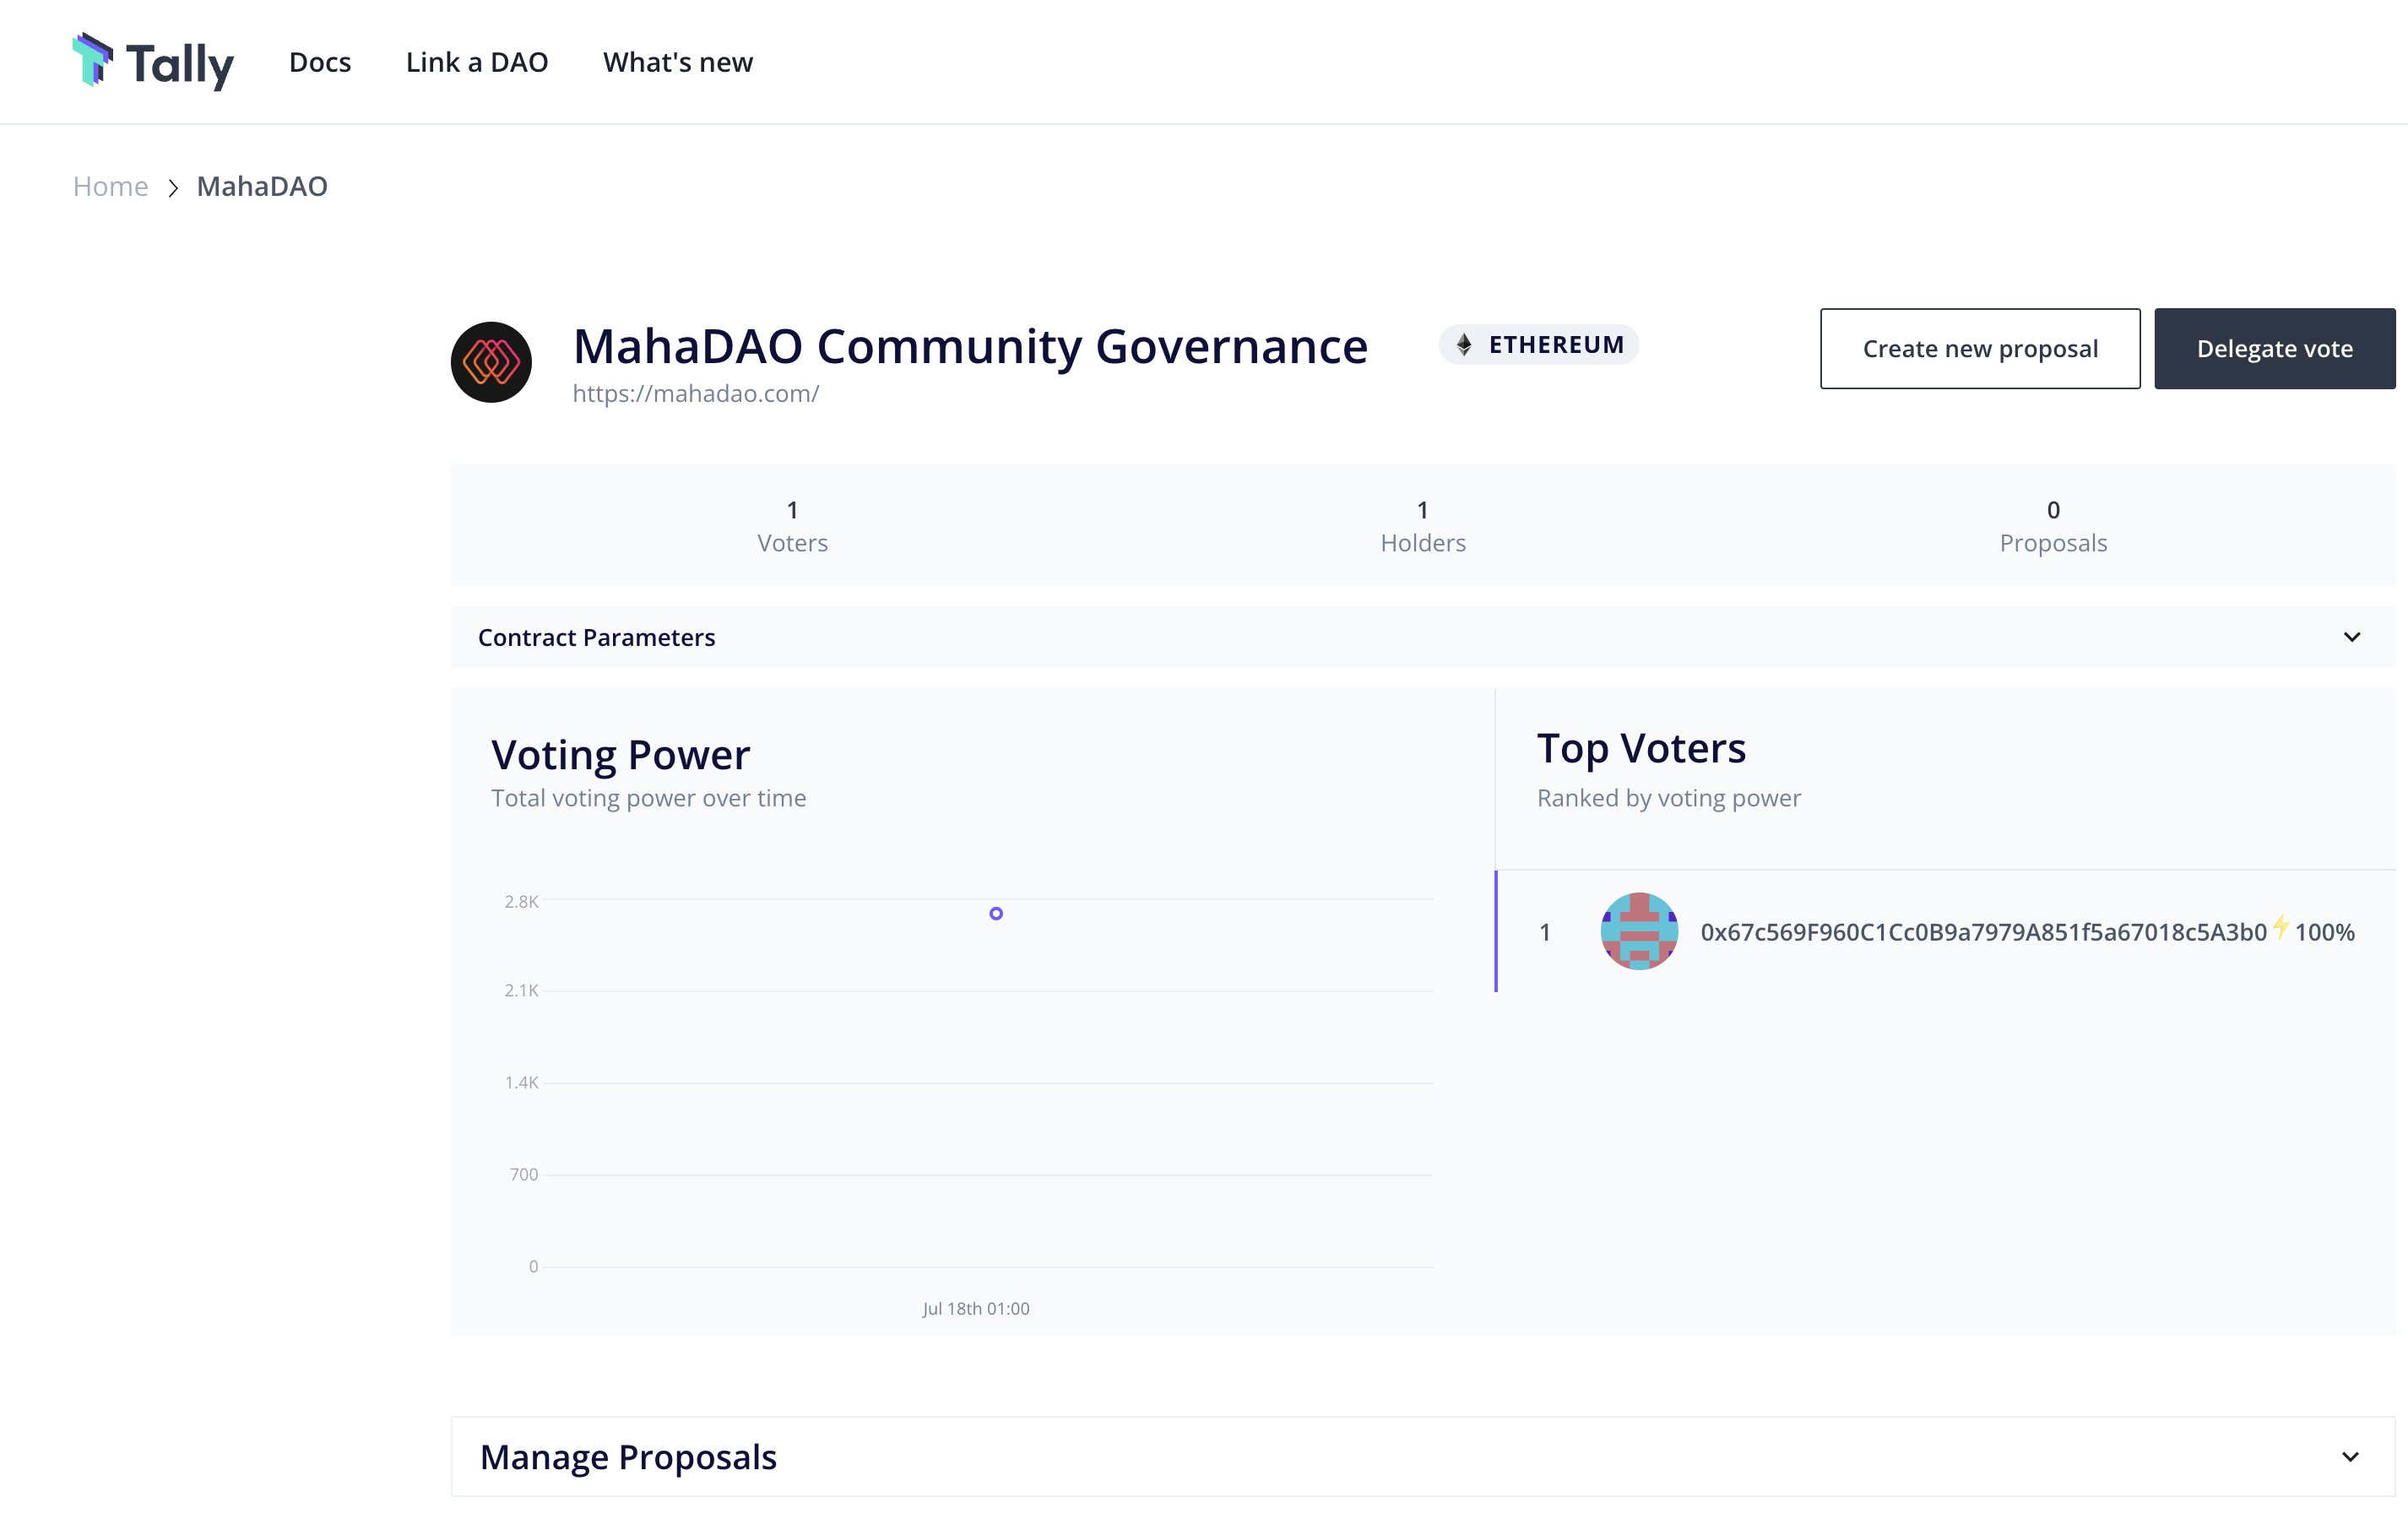 Tally Docs Link a DAO What's new
Home > MahaDAO
MahaDAO Community Governance
https://mahadao.com/
ETHEREUM
Create new proposal
Delegate vote
1
Voters
1
Holders
0
Proposals
Contract Parameters
Voting Power
Total voting power over time
2.8K
2.1K
1.4K
700
0
Jul 18th 01:00
Top Voters
Ranked by voting power
1 0x67c569F960C1Cc0B9a7979A851f5a67018c5A3b0⚡100%
Manage Proposals